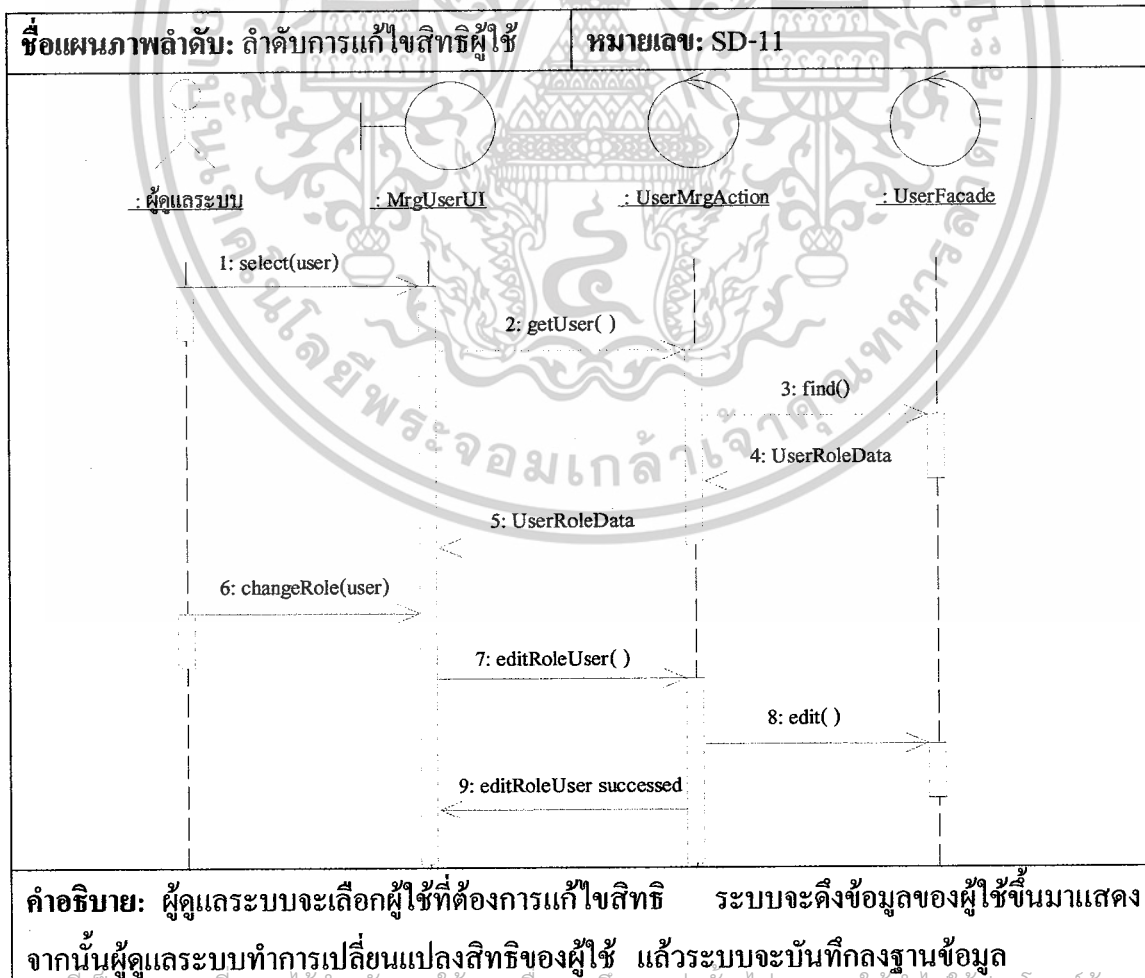 ชื่อแผนภาพลำดับ: ลำดับการแก้ไขสิทธิผู้ใช้ หมายเลข: SD-11
: ผู้ดูแลระบบ : MrgUserUI : UserMrgAction : UserFacade
1: select(user)
2: getUser( )
3: find()
4: UserRoleData
5: UserRoleData
6: changeRole(user)
7: editRoleUser( )
8: edit( )
9: editRoleUser successed
คำอธิบาย: ผู้ดูแลระบบจะเลือกผู้ใช้ที่ต้องการแก้ไขสิทธิ ระบบจะดึงข้อมูลของผู้ใช้ขึ้นมาแสดง
จากนั้นผู้ดูแลระบบทำการเปลี่ยนแปลงสิทธิของผู้ใช้ แล้วระบบจะบันทึกลงฐานข้อมูล